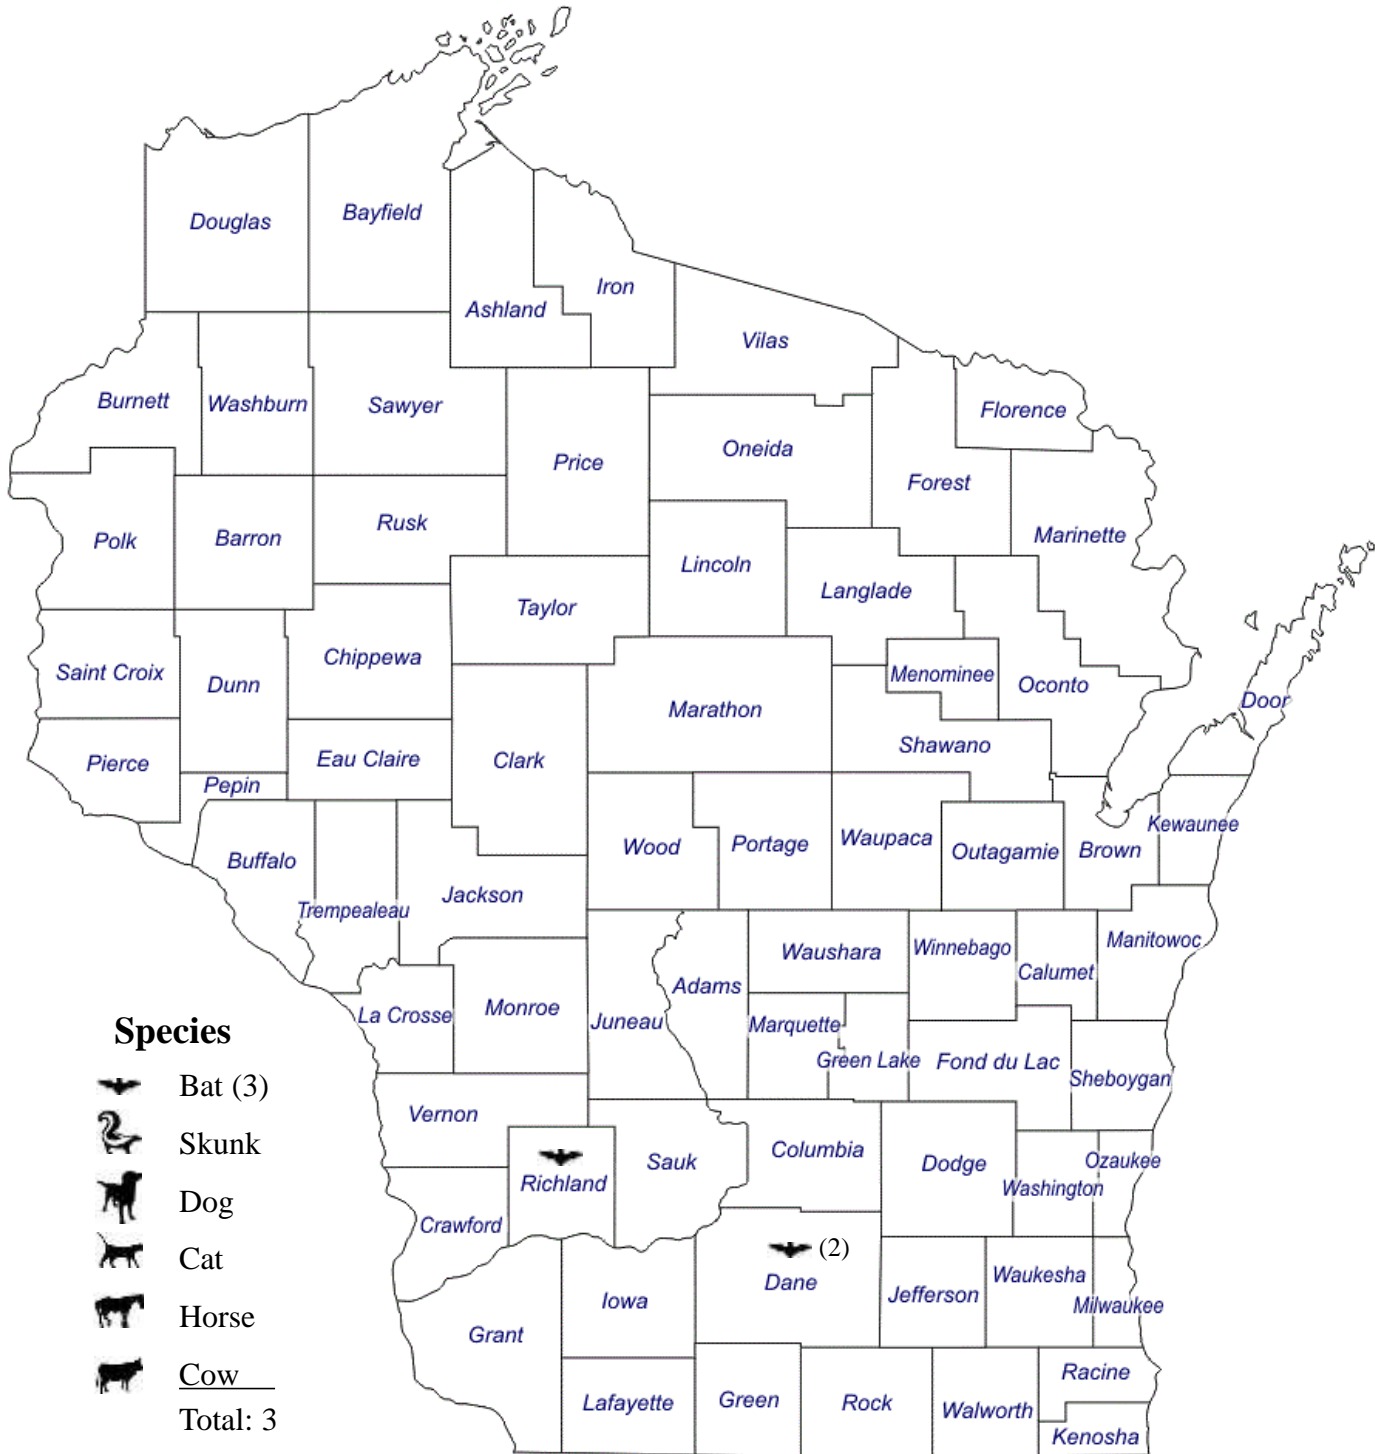 Douglas
Bayfield
Ashland
Iron
Vilas
Burnett
Washburn
Sawyer
Price
Oneida
Florence
Forest
Marinette
Polk
Barron
Rusk
Lincoln
Langlade
Taylor
Saint Croix
Dunn
Chippewa
Menominee
Oconto
Door
Marathon
Shawano
Pierce
Eau Claire
Clark
Pepin
Kewaunee
Buffalo
Wood
Portage
Waupaca
Outagamie
Brown
Trempealeau
Jackson
Manitowoc
Waushara
Winnebago
Calumet
Adams
La Crosse
Monroe
Juneau
Marquette
Green Lake
Fond du Lac
Sheboygan
Vernon
Richland
Sauk
Columbia
Dodge
Washington
Ozaukee
Crawford
(2)
Dane
Jefferson
Waukesha
Milwaukee
Iowa
Grant
Lafayette
Green
Rock
Walworth
Racine
Kenosha
Species
Bat (3)
Skunk
Dog
Cat
Horse
Cow
Total: 3